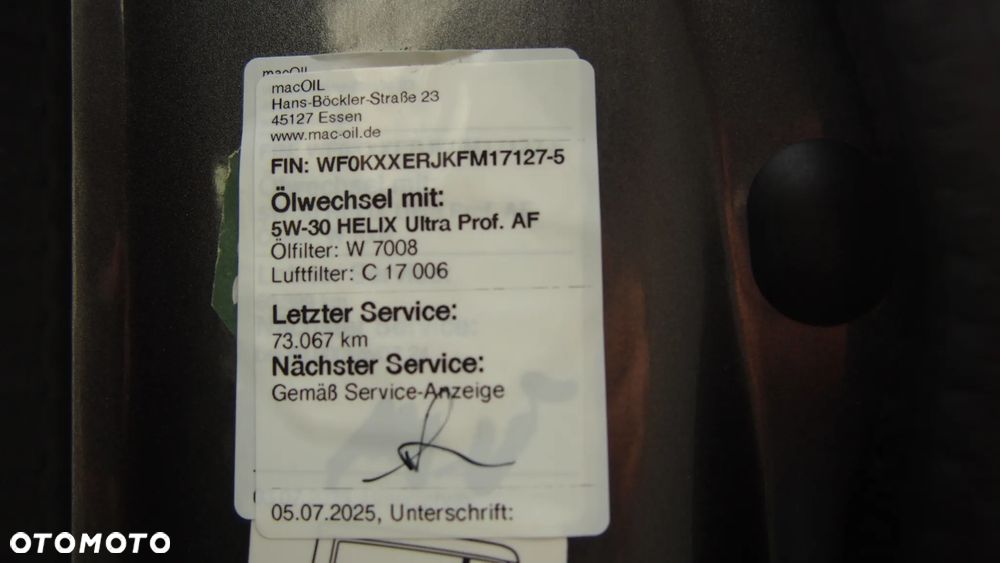 macOIL
macOIL
Hans-Böckler-Straße 23
45127 Essen
www.mac-oil.de
FIN: WF0KXXERJKFM17127-5
Ölwechsel mit:
5W-30 HELIX Ultra Prof. AF
Ölfilter: W 7008
Luftfilter: C 17 006
Letzter Service:
73.067 km
Nächster Service:
Gemäß Service-Anzeige
05.07.2025, Unterschrift:
OTOMOTO